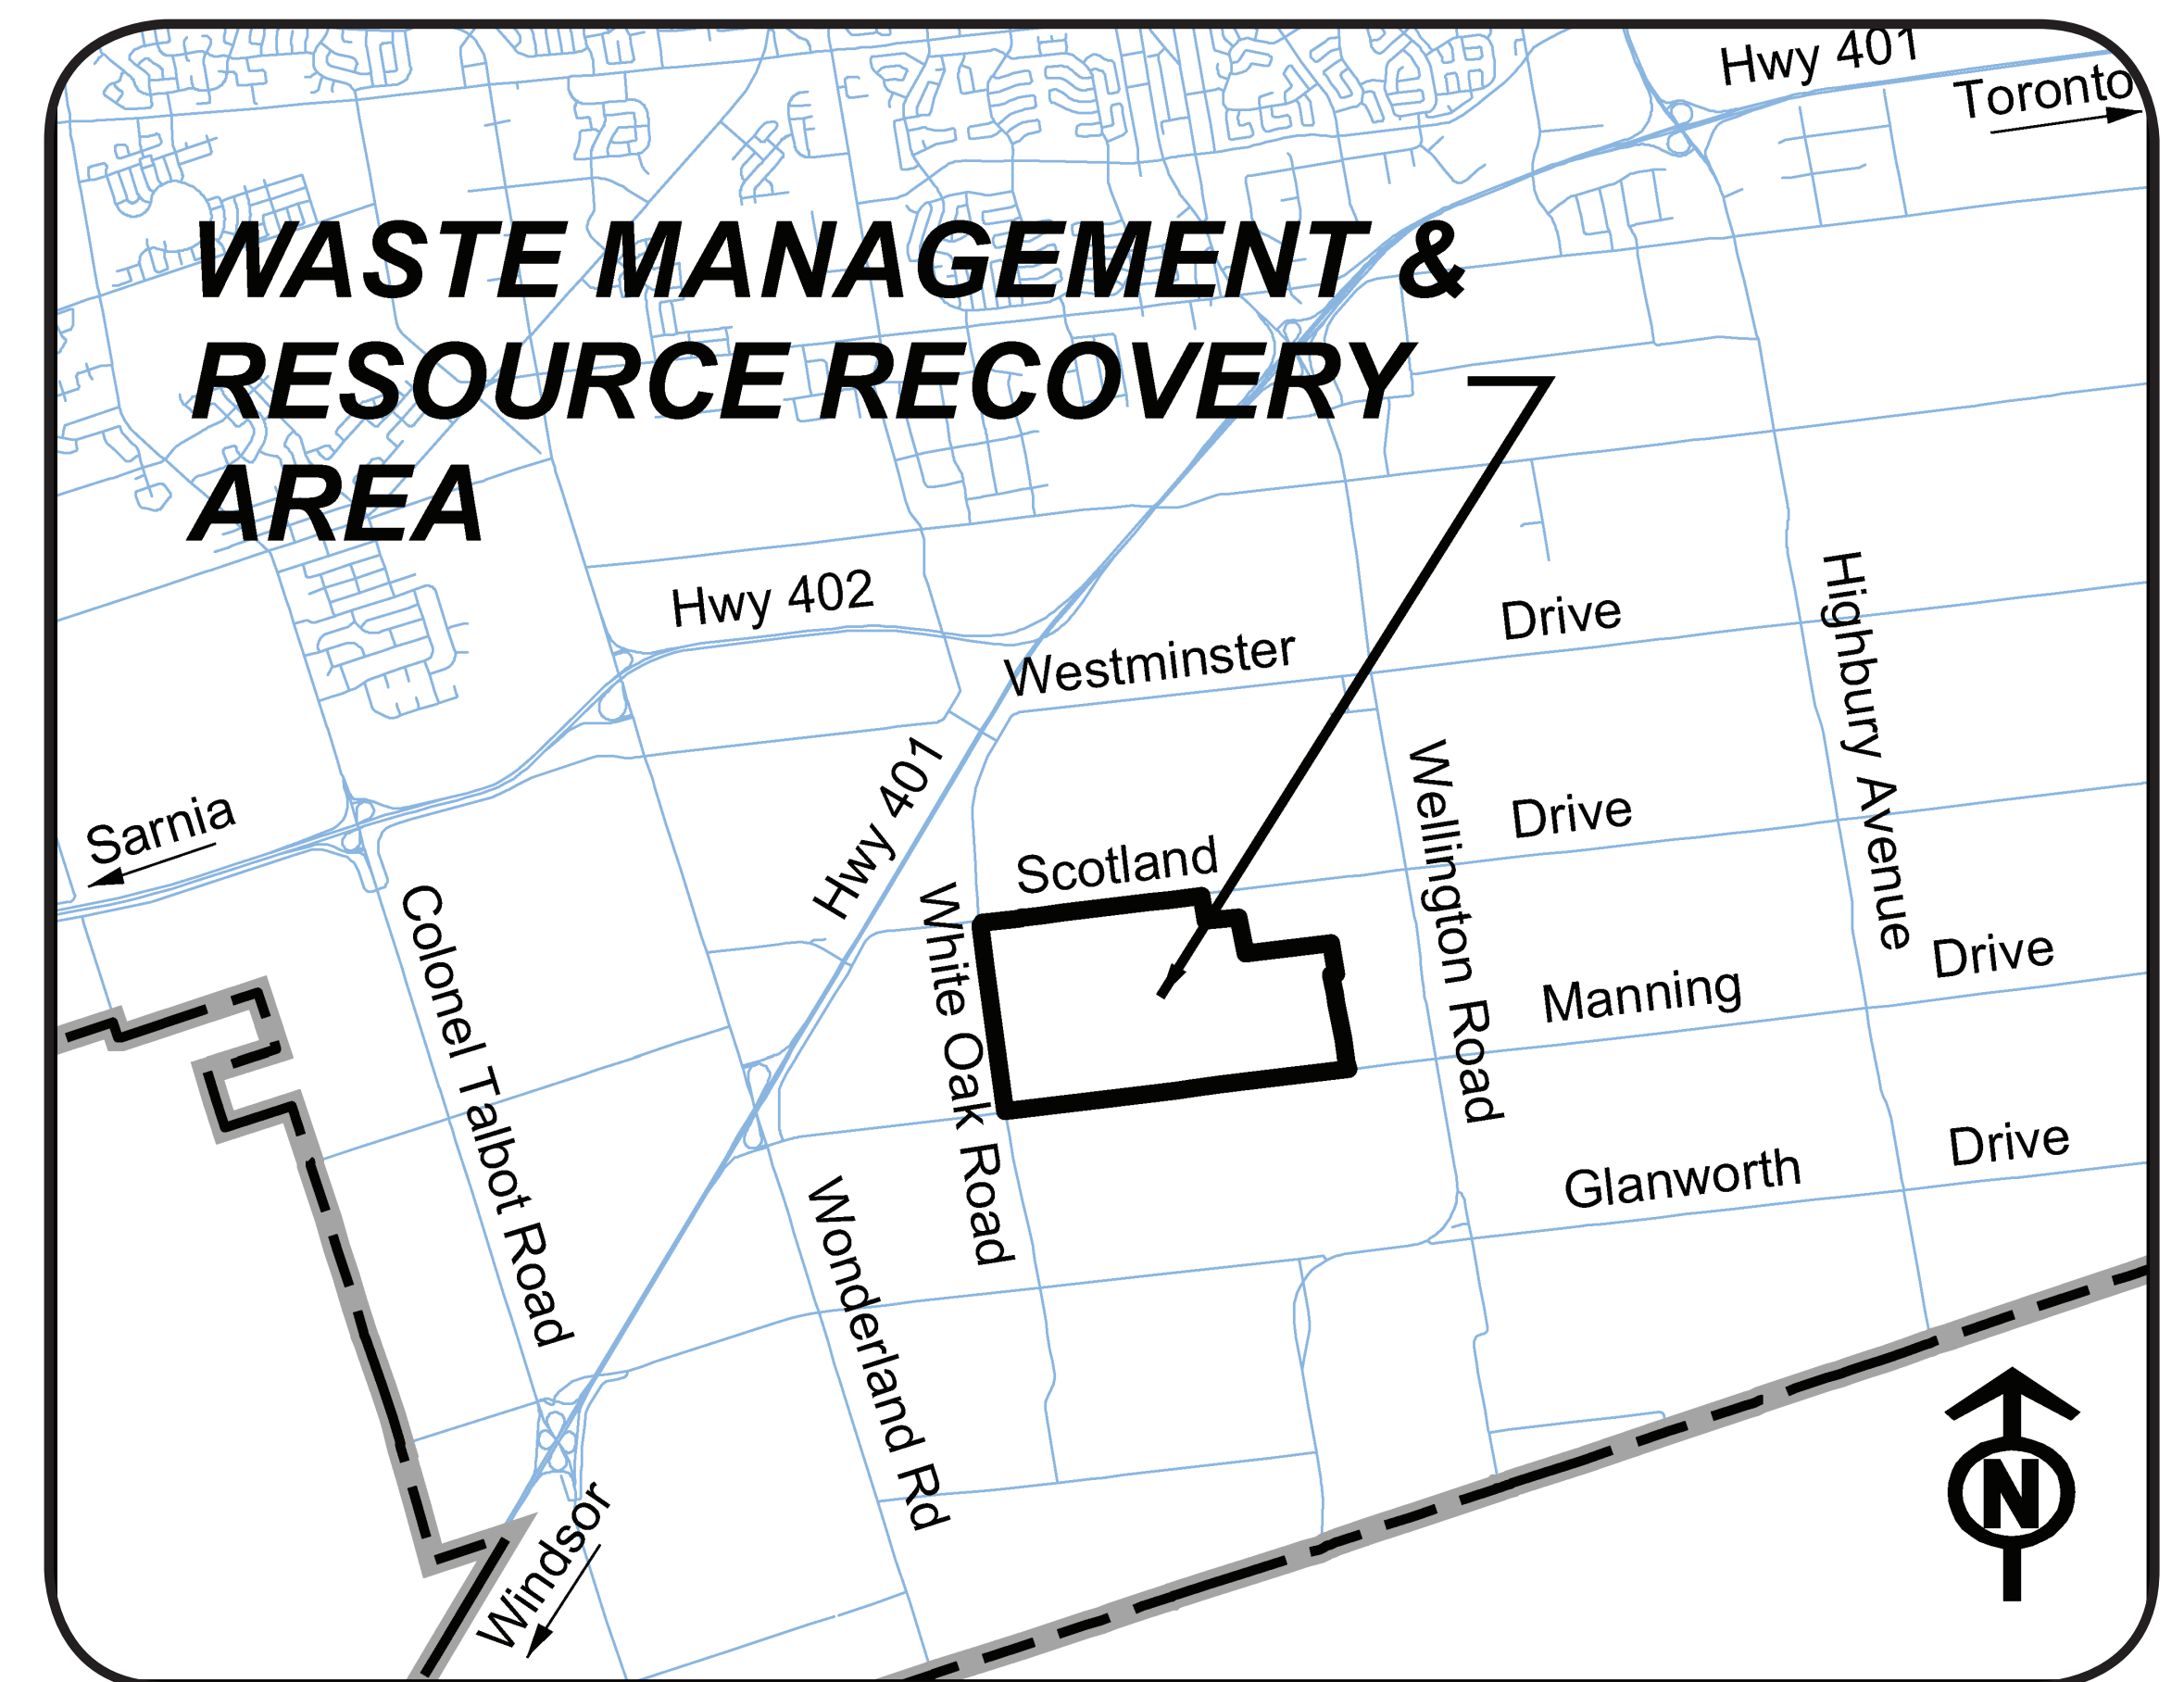 Hwy 401
Toronto
WASTE MANAGEMENT &
RESOURCE RECOVERY
AREA
Hwy 402
Westminster
Drive
Highbury Avenue
Hwy 401
Wellington Road
Sarnia
Scotland
Drive
Colonel Talbot Road
White Oak Road
Manning
Drive
Glanworth
Drive
Wonderland Rd
Windsor
N